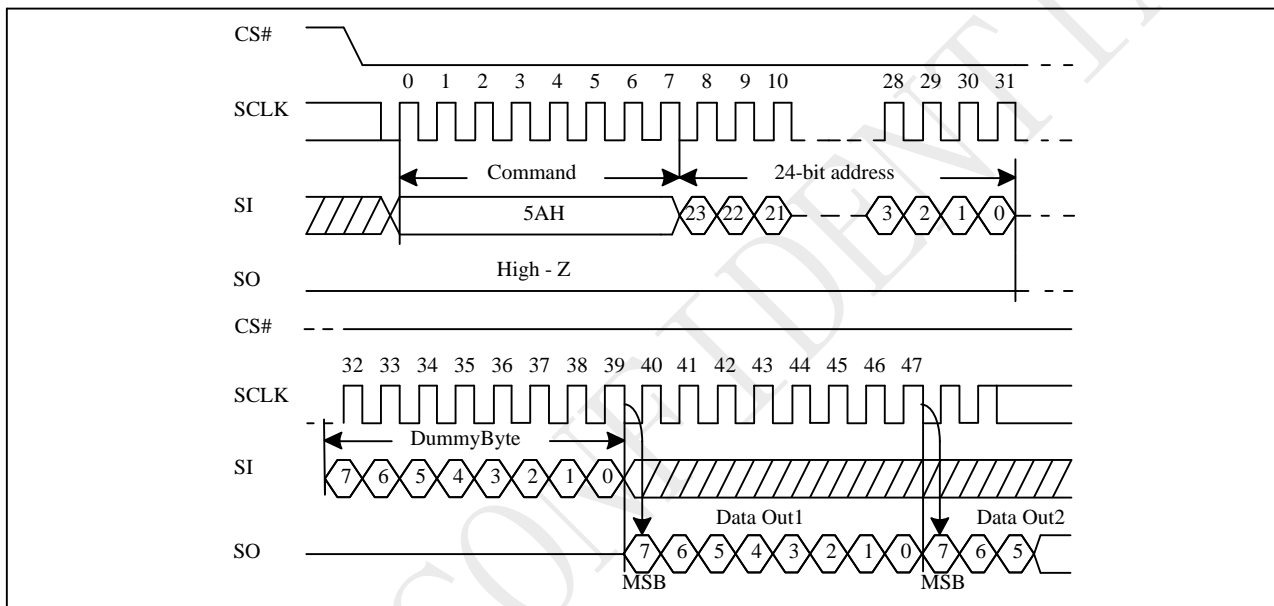 CS#
0 1 2 3 4 5 6 7 8 9 10 28 29 30 31
SCLK
Command 24-bit address
SI 5AH 23 22 21 3 2 1 0
High - Z
SO
CS#
32 33 34 35 36 37 38 39 40 41 42 43 44 45 46 47
SCLK
DummyByte
SI 7 6 5 4 3 2 1 0
Data Out1 Data Out2
SO 7 6 5 4 3 2 1 0 7 6 5
MSB MSB
CONFIDENTIA